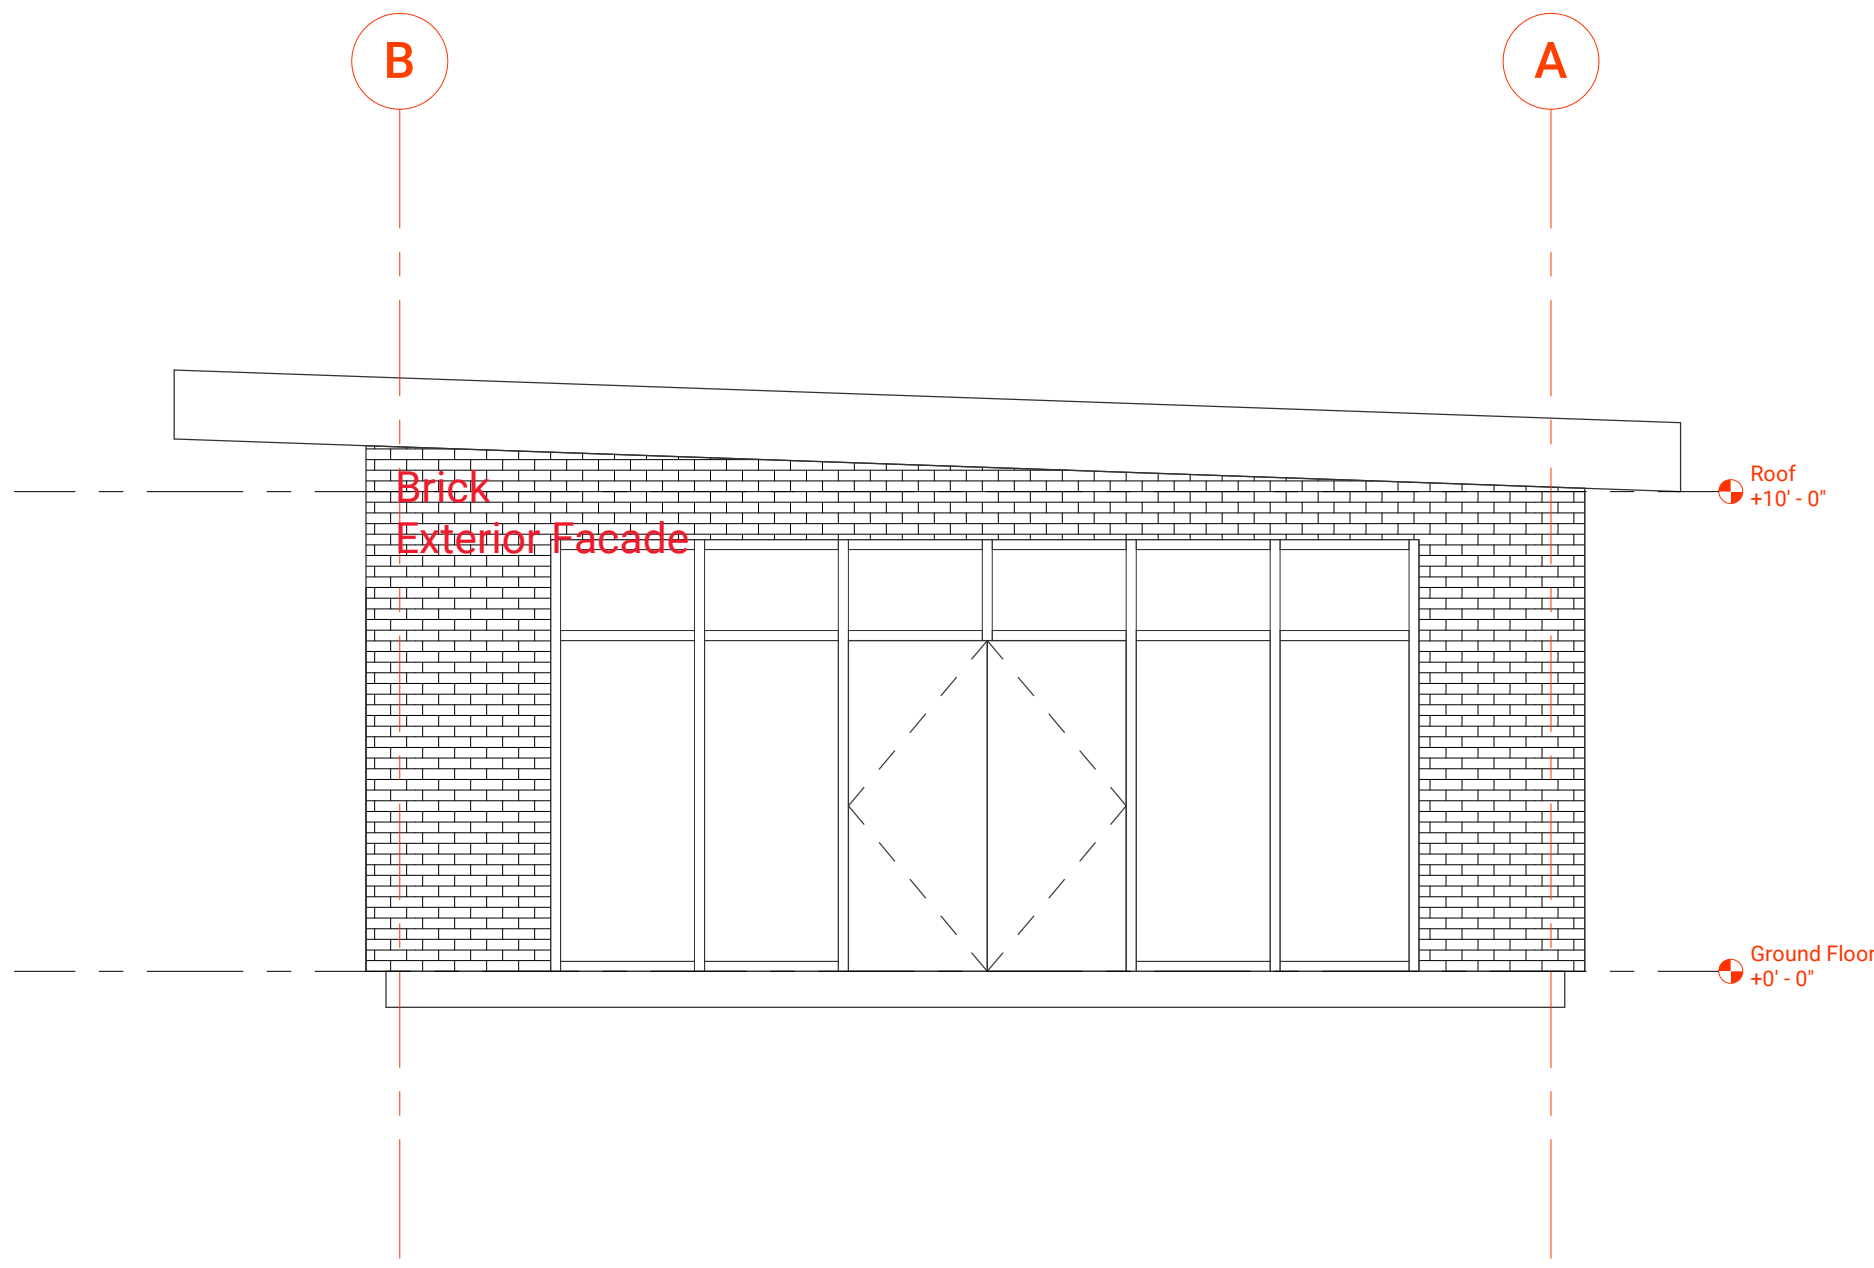 B
A
Roof
+10' - 0"
Brick
Exterior Facade
Ground Floor
+0' - 0"